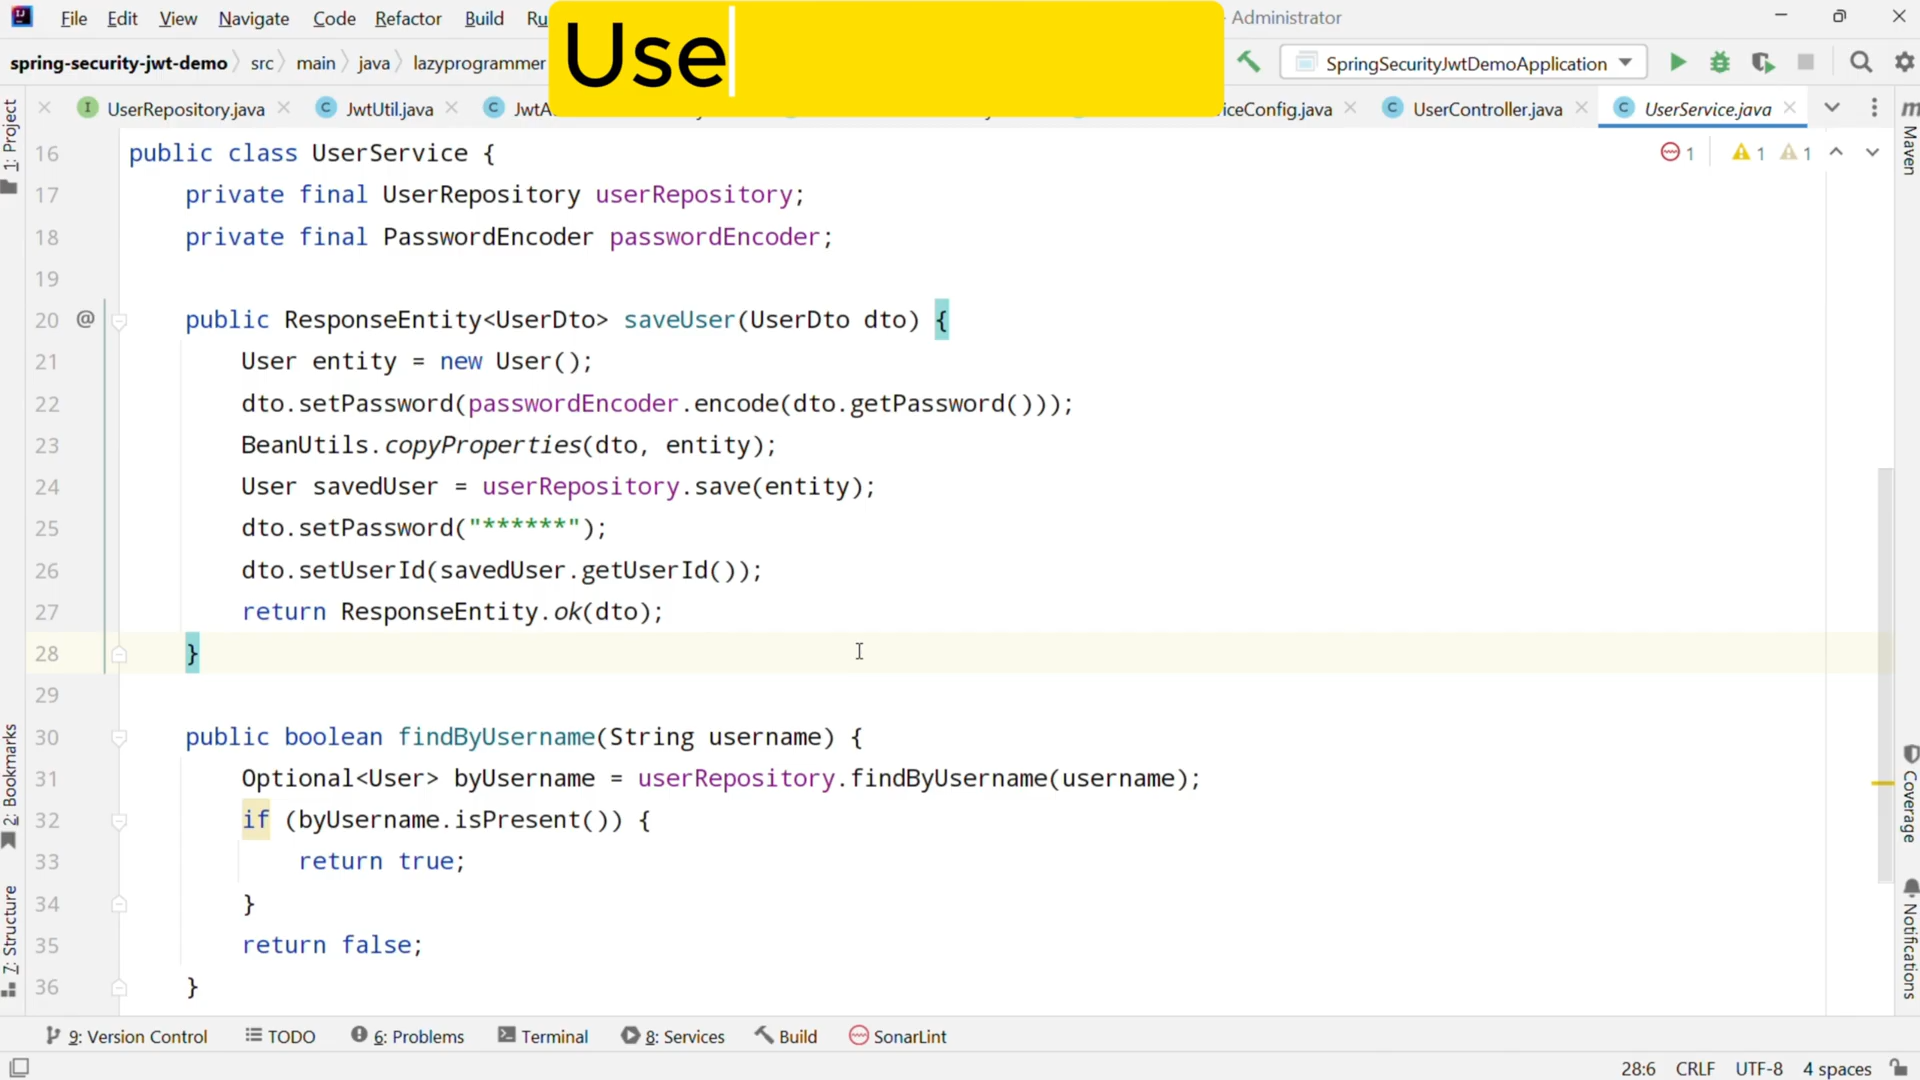 File Edit View Navigate Code Refactor Build Ru Administrator
Use
spring-security-jwt-demo src main java lazyprogrammer SpringSecurityJwtDemoApplication
UserRepository.java JwtUtil.java JwtA iceConfig.java UserController.java UserService.java
1: Project
Maven
1 1 1
16 public class UserService {
17 private final UserRepository userRepository;
18 private final PasswordEncoder passwordEncoder;
19
20 @ public ResponseEntity<UserDto> saveUser(UserDto dto) {
21 User entity = new User();
22 dto.setPassword(passwordEncoder.encode(dto.getPassword()));
23 BeanUtils.copyProperties(dto, entity);
24 User savedUser = userRepository.save(entity);
25 dto.setPassword("******");
26 dto.setUserId(savedUser.getUserId());
27 return ResponseEntity.ok(dto);
28 }
29
30 public boolean findByUsername(String username) {
31 Optional<User> byUsername = userRepository.findByUsername(username);
32 if (byUsername.isPresent()) {
33 return true;
34 }
35 return false;
36 }
2: Bookmarks
7: Structure
Coverage
Notifications
9: Version Control TODO 6: Problems Terminal 8: Services Build SonarLint
28:6 CRLF UTF-8 4 spaces